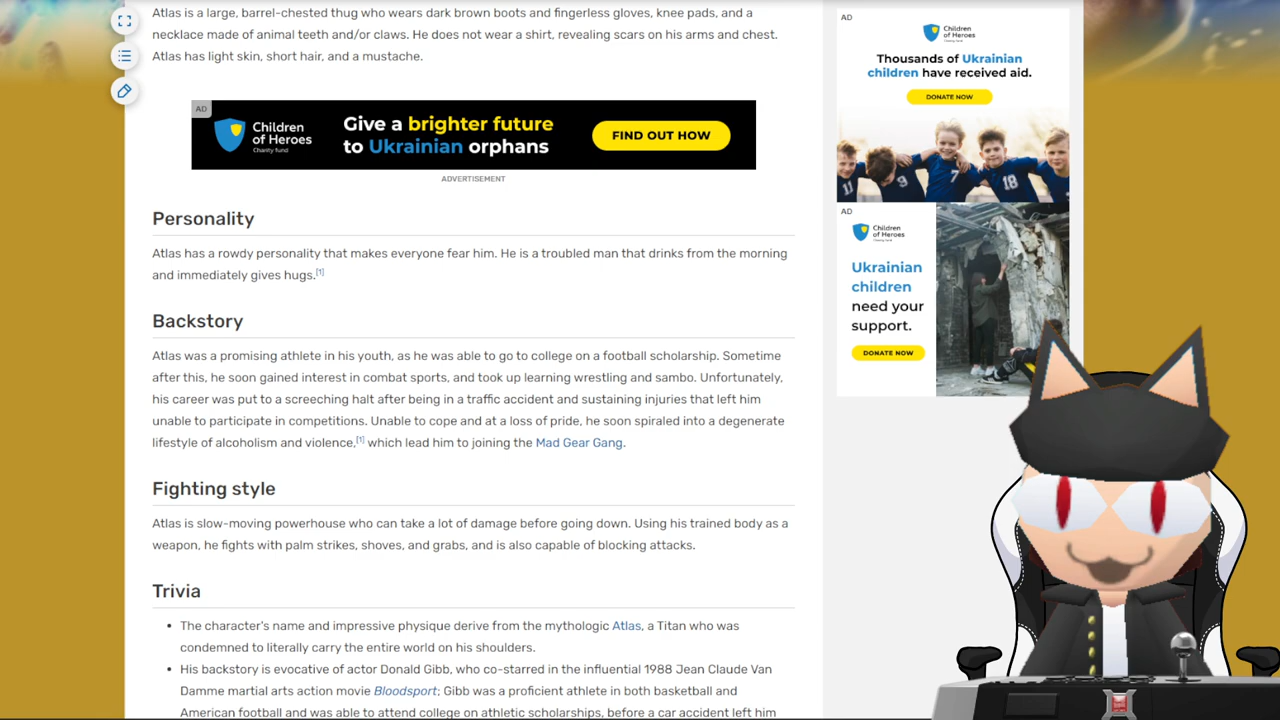 Atlas is a large, barrel-chested thug who wears dark brown boots and fingerless gloves, knee pads, and a
necklace made animal teeth and/or claws. He does not wear a shirt, revealing scars on his arms and chest.
Atlas has light skin, short hair, and a mustache.
AD
Children
of Heroes
Charity fund
Give a brighter future
to Ukrainian orphans
FIND OUT HOW
ADVERTISEMENT
Personality
Atlas has a rowdy personality that makes everyone fear him. He is a troubled man that drinks from the morning
and immediately gives hugs.[1]
Backstory
Atlas was a promising athlete in his youth, as he was able to go to college on a football scholarship. Sometime
after this, he soon gained interest in combat sports, and took up learning wrestling and sambo. Unfortunately,
his career was put to a screeching halt after being in a traffic accident and sustaining injuries that left him
unable to participate in competitions. Unable to cope and at a loss of pride, he soon spiraled into a degenerate
lifestyle of alcoholism and violence,[1] which lead him to joining the Mad Gear Gang.
Fighting style
Atlas is slow-moving powerhouse who can take a lot of damage before going down. Using his trained body as a
weapon, he fights with palm strikes, shoves, and grabs, and is also capable of blocking attacks.
Trivia
• The character's name and impressive physique derive from the mythologic Atlas, a Titan who was
condemned to literally carry the entire world on his shoulders.
• His backstory is evocative of actor Donald Gibb, who co-starred in the influential 1988 Jean Claude Van
Damme martial arts action movie Bloodsport; Gibb was a proficient athlete in both basketball and
American football and was able to attend college on athletic scholarships, before a car accident left him
AD
Children
of Heroes
Charity fund
Thousands of Ukrainian
children have received aid.
DONATE NOW
11
9
7
18
AD
Children
of Heroes
Charity fund
Ukrainian
children
need your
support.
DONATE NOW